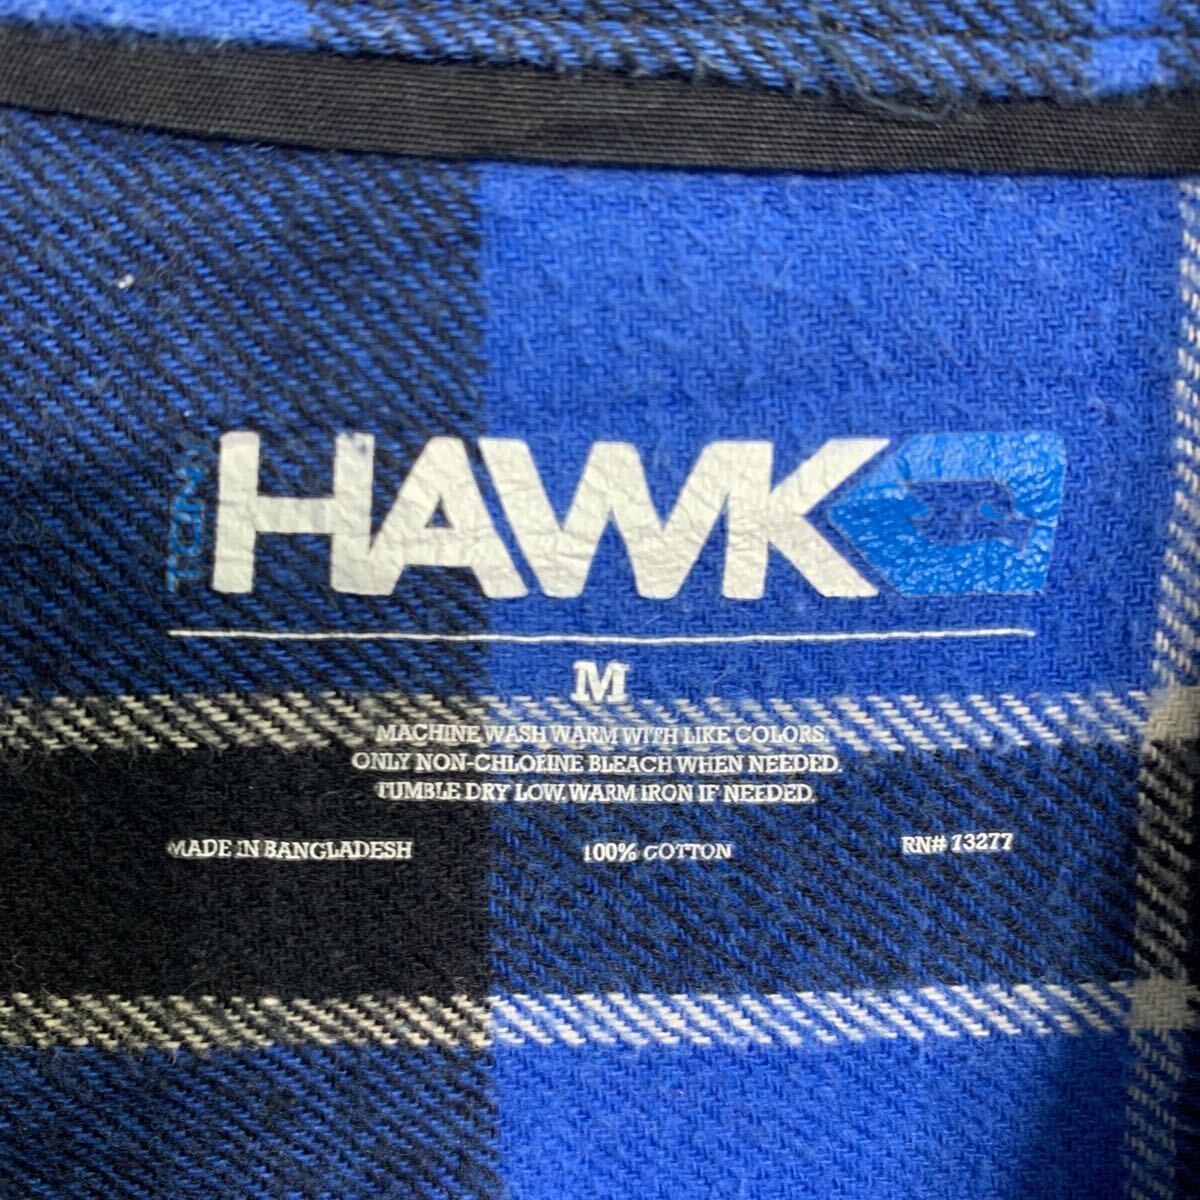 TONY
HAWK
M
MACHINE WASH WARM WITH LIKE COLORS.
ONLY NON-CHLORINE BLEACH WHEN NEEDED.
TUMBLE DRY LOW. WARM IRON IF NEEDED.
MADE IN BANGLADESH
100% COTTON
RN# 73277